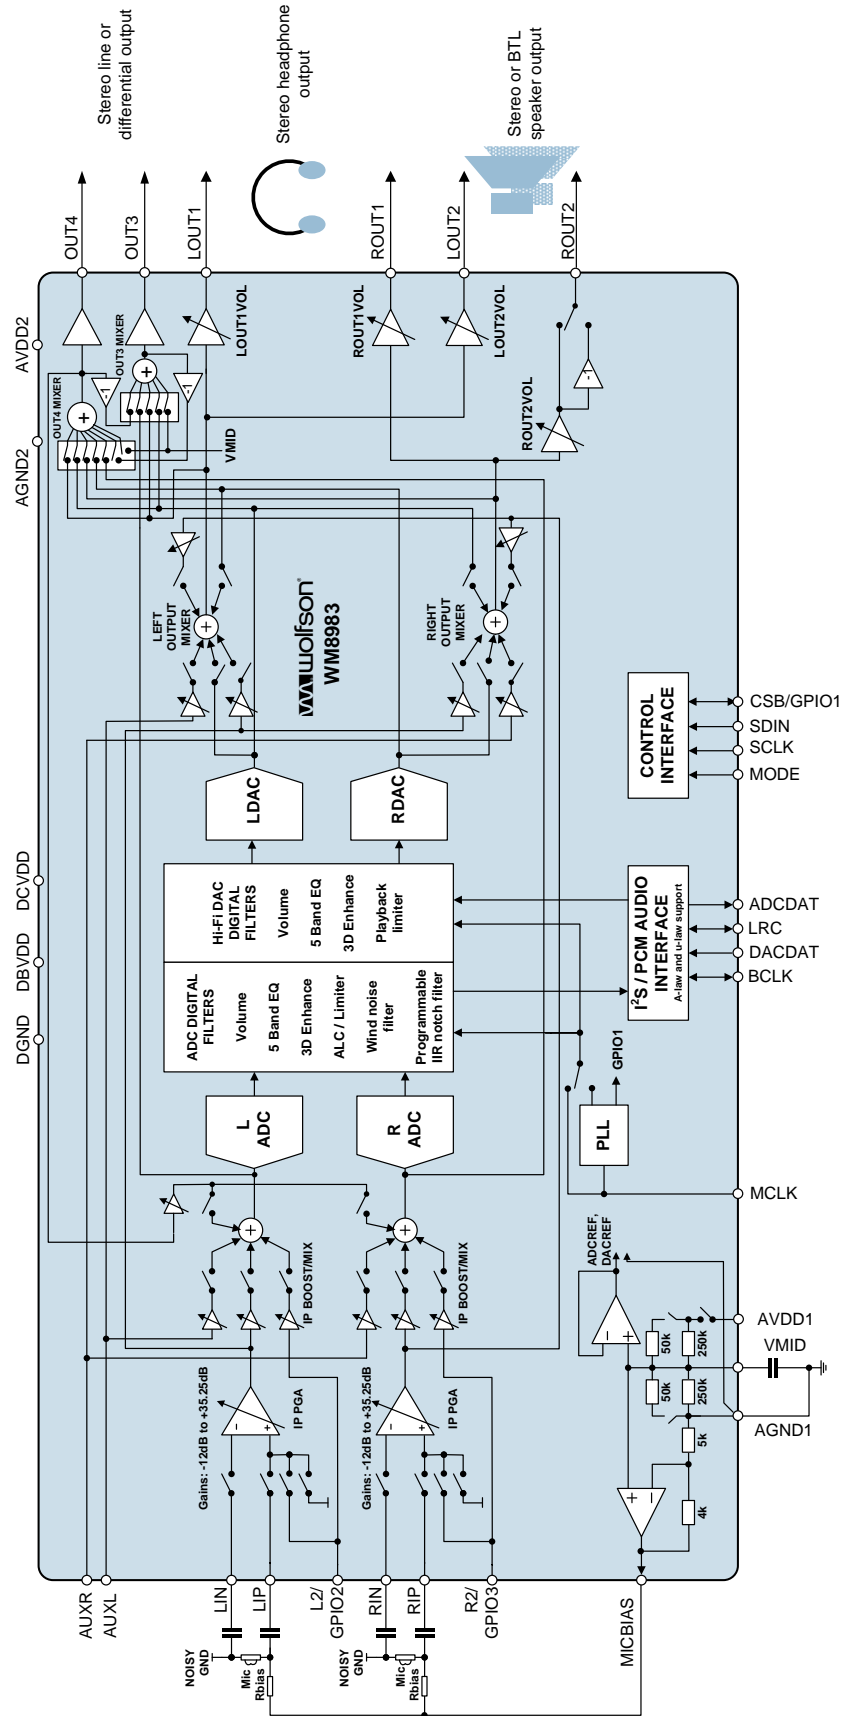 Stereo line or
differential output
Stereo headphone
output
Stereo or BTL
speaker output
OUT4
OUT3
LOUT1
ROUT1
LOUT2
ROUT2
AVDD2
AGND2
DCVDD
DBVDD
DGND
OUT4 MIXER
OUT3 MIXER
-1
-1
VMID
LOUT1VOL
ROUT1VOL
LOUT2VOL
ROUT2VOL
-1
LEFT
OUTPUT
MIXER
wolfson®
WM8983
RIGHT
OUTPUT
MIXER
LDAC
RDAC
Hi-Fi DAC
DIGITAL
FILTERS
Volume
5 Band EQ
3D Enhance
Playback
limiter
ADC DIGITAL
FILTERS
Volume
5 Band EQ
3D Enhance
ALC / Limiter
Wind noise
filter
Programmable
IIR notch filter
CONTROL
INTERFACE
CSB/GPIO1
SDIN
SCLK
MODE
I²S / PCM AUDIO
INTERFACE
A-law and u-law support
ADCDAT
LRC
DACDAT
BCLK
L
ADC
R
ADC
PLL
GPIO1
MCLK
IP BOOST/MIX
IP BOOST/MIX
ADCREF,
DACREF
AVDD1
VMID
AGND1
50k
250k
50k
250k
5k
4k
Gains: -12dB to +35.25dB
IP PGA
Gains: -12dB to +35.25dB
IP PGA
AUXR
AUXL
LIN
LIP
L2/
GPIO2
RIN
RIP
R2/
GPIO3
MICBIAS
NOISY
GND
Mic
Rbias
NOISY
GND
Mic
Rbias